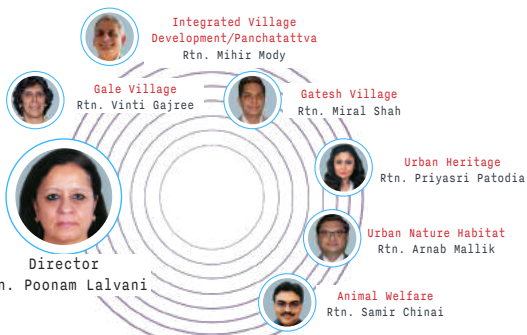 Integrated Village
Development/Panchatattva
Rtn. Mihir Mody
Gale Village
Rtn. Vinti Gajree
Gatesh Village
Rtn. Miral Shah
Urban Heritage
Rtn. Priyasri Patodia
Urban Nature Habitat
Rtn. Arnab Mallik
Director
n. Poonam Lalvani
Animal Welfare
Rtn. Samir Chinai